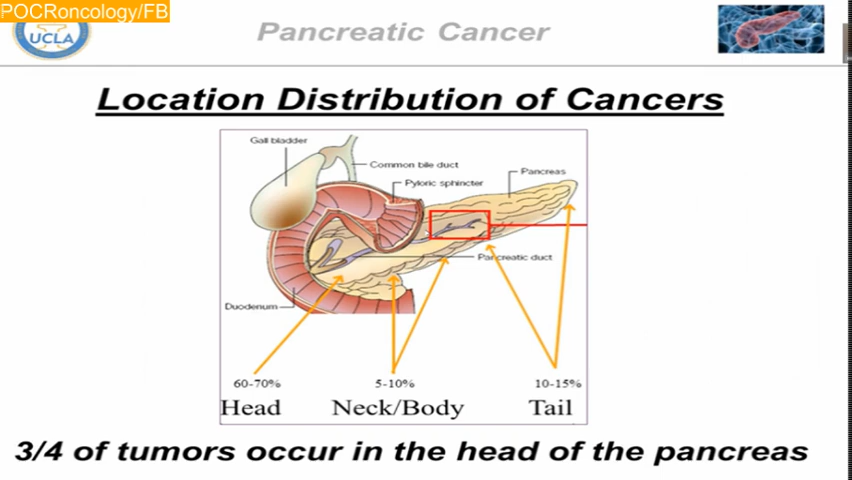 POCRoncology/FB
UCLA
Pancreatic Cancer
Location Distribution of Cancers
Gall bladder
Common bile duct
Pancreas
Pyloric sphincter
Pancreatic duct
Duodenum
60-70% 5-10% 10-15%
Head Neck/Body Tail
3/4 of tumors occur in the head of the pancreas